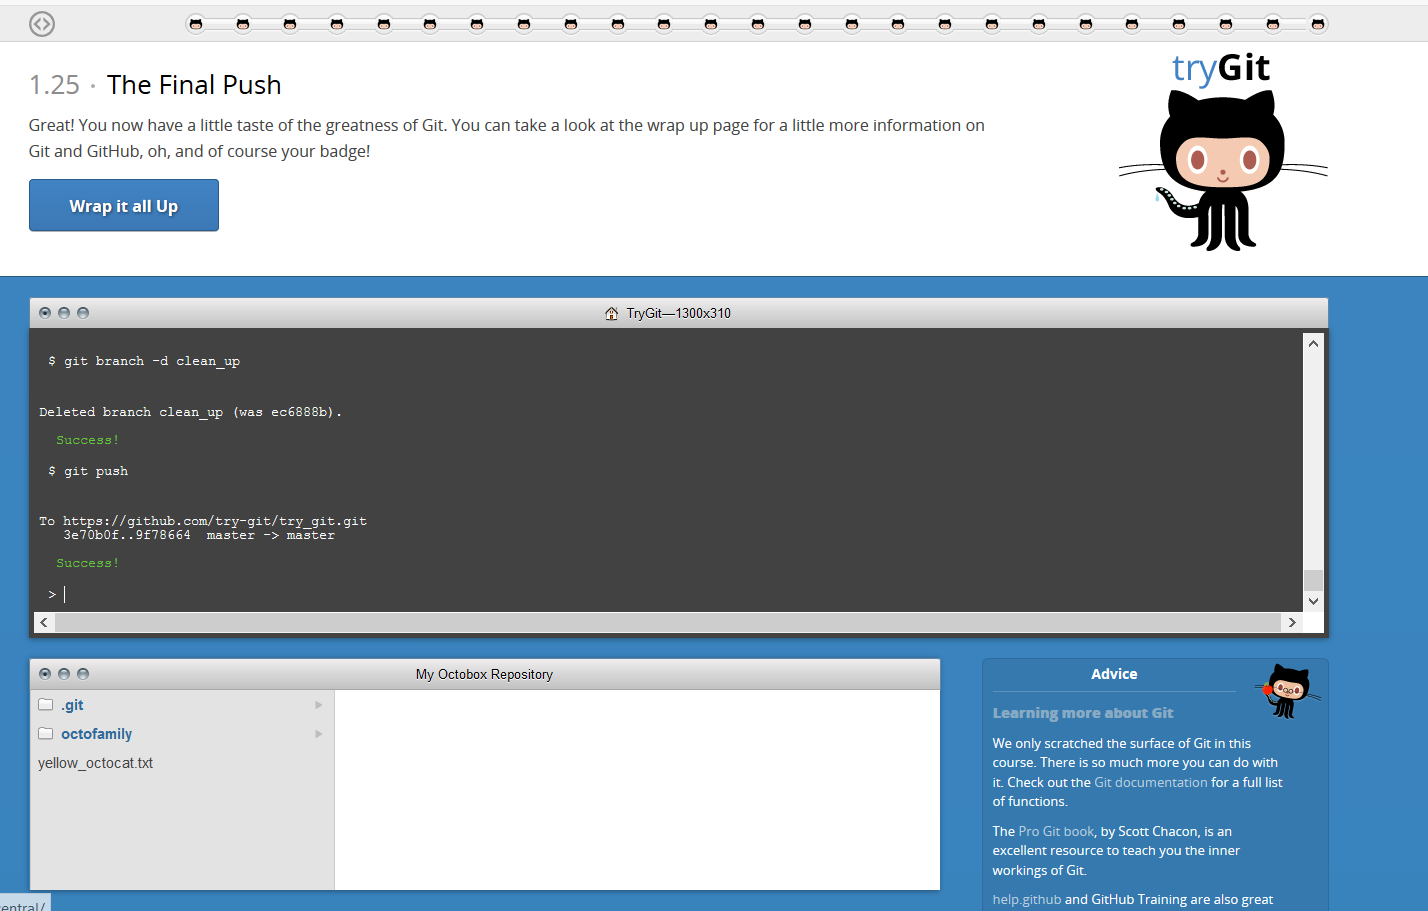 tryGit
1.25 · The Final Push
Great! You now have a little taste of the greatness of Git. You can take a look at the wrap up page for a little more information on
Git and GitHub, oh, and of course your badge!
Wrap it all Up
TryGit—1300x310
$ git branch -d clean_up
Deleted branch clean_up (was ec6888b).
Success!
$ git push
To https://github.com/try-git/try_git.git
3e70b0f..9f78664  master -> master
Success!
>
My Octobox Repository
.git
octofamily
yellow_octocat.txt
Advice
Learning more about Git
We only scratched the surface of Git in this
course. There is so much more you can do with
it. Check out the Git documentation for a full list
of functions.
The Pro Git book, by Scott Chacon, is an
excellent resource to teach you the inner
workings of Git.
help.github and GitHub Training are also great